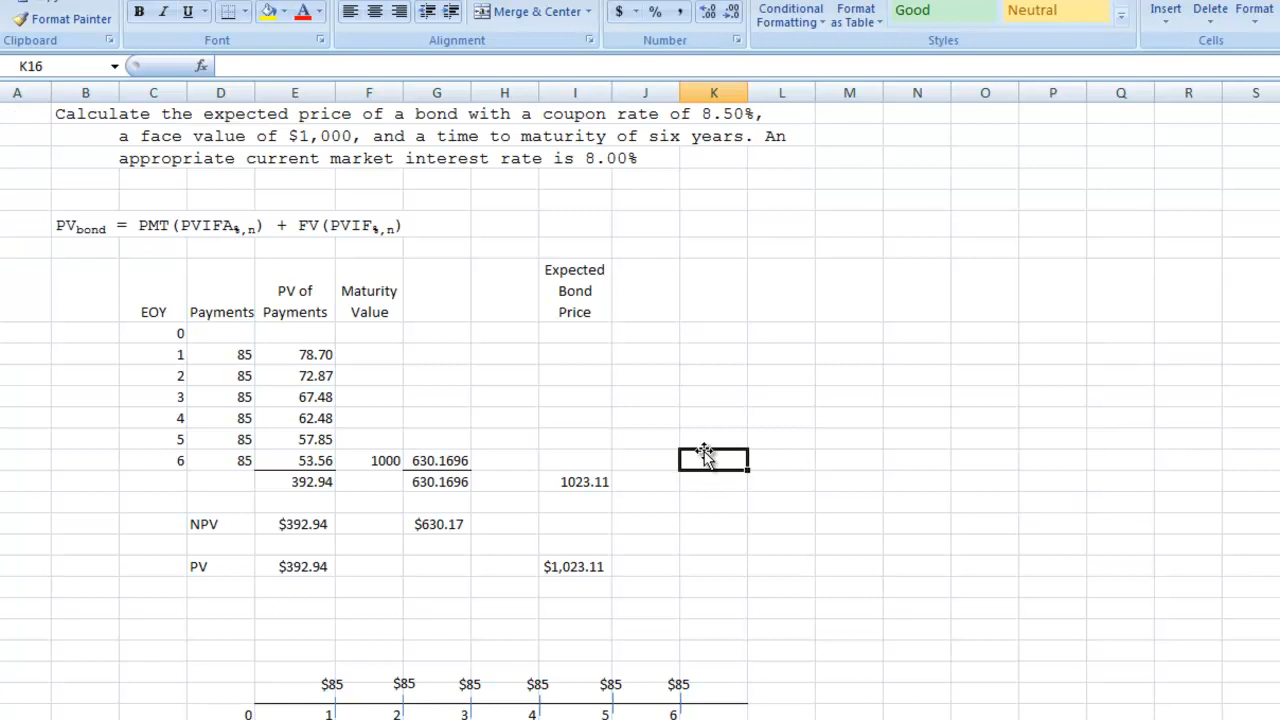 Format Painter
Clipboard
B I U A
Font
Merge & Center
Alignment
$ % ,
Number
Conditional Formatting
Format as Table
Good
Neutral
Styles
Insert Delete Format
Cells
K16
fx
A B C D E F G H I J K L M N O P Q R S
Calculate the expected price of a bond with a coupon rate of 8.50%,
a face value of $1,000, and a time to maturity of six years. An
appropriate current market interest rate is 8.00%
PVbond = PMT(PVIFA%,n) + FV(PVIF%,n)
EOY
Payments
PV of Payments
Maturity Value
Expected Bond Price
0
1 85 78.70
2 85 72.87
3 85 67.48
4 85 62.48
5 85 57.85
6 85 53.56 1000 630.1696
392.94 630.1696 1023.11
NPV $392.94 $630.17
PV $392.94 $1,023.11
$85 $85 $85 $85 $85 $85
0 1 2 3 4 5 6